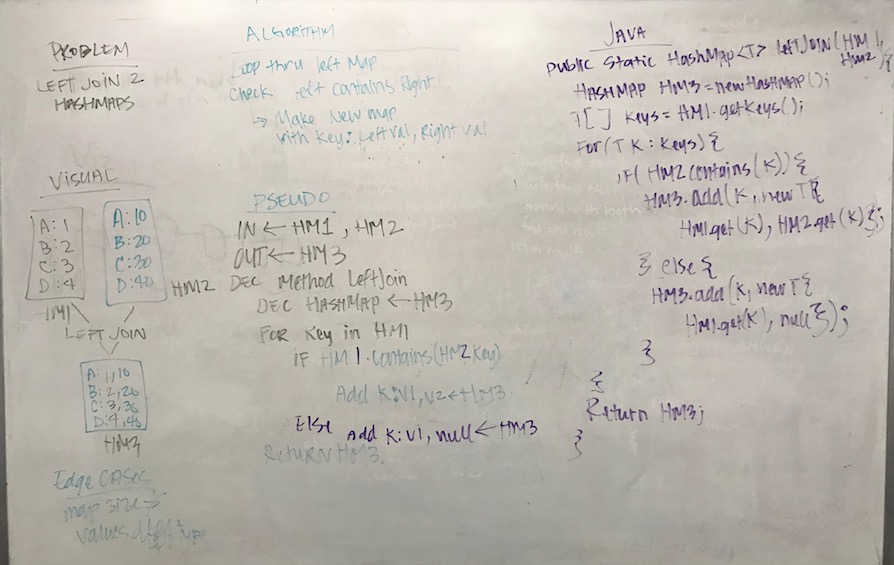 PROBLEM
LEFT JOIN 2
HASHMAPS
VISUAL
A: 1
B: 2
C: 3
D: 4
HM1
A: 10
B: 20
C: 30
D: 40
HM2
LEFT JOIN
A: 1, 10
B: 2, 20
C: 3, 30
D: 4, 40
HM3
Edge CASES
map size
values diff type
ALGORITHM
Loop thru left Map
Check left contains Right
↳ Make New map
with Key: Left val, Right val
PSEUDO
IN ← HM1, HM2
OUT ← HM3
DEC Method LeftJoin
DEC HASHMAP ← HM3
FOR Key in HM1
IF HM1.contains(HM2 Key)
Add K:V1, V2 ← HM3
Else Add K:V1, null ← HM3
RETURN HM3
JAVA
Public Static HashMap<T> leftJOIN(HM1,
HM2){
HASHMAP HM3 = new HASHMAP();
T[] Keys = HM1.getKeys();
For(T K : Keys){
IF(HM2 contains(K)){
HM3.add(K, new T{
HM1.get(K), HM2.get(K)};
} else {
HM3.add(K, new T{
HM1.get(K), null});
}
{
Return HM3;
}